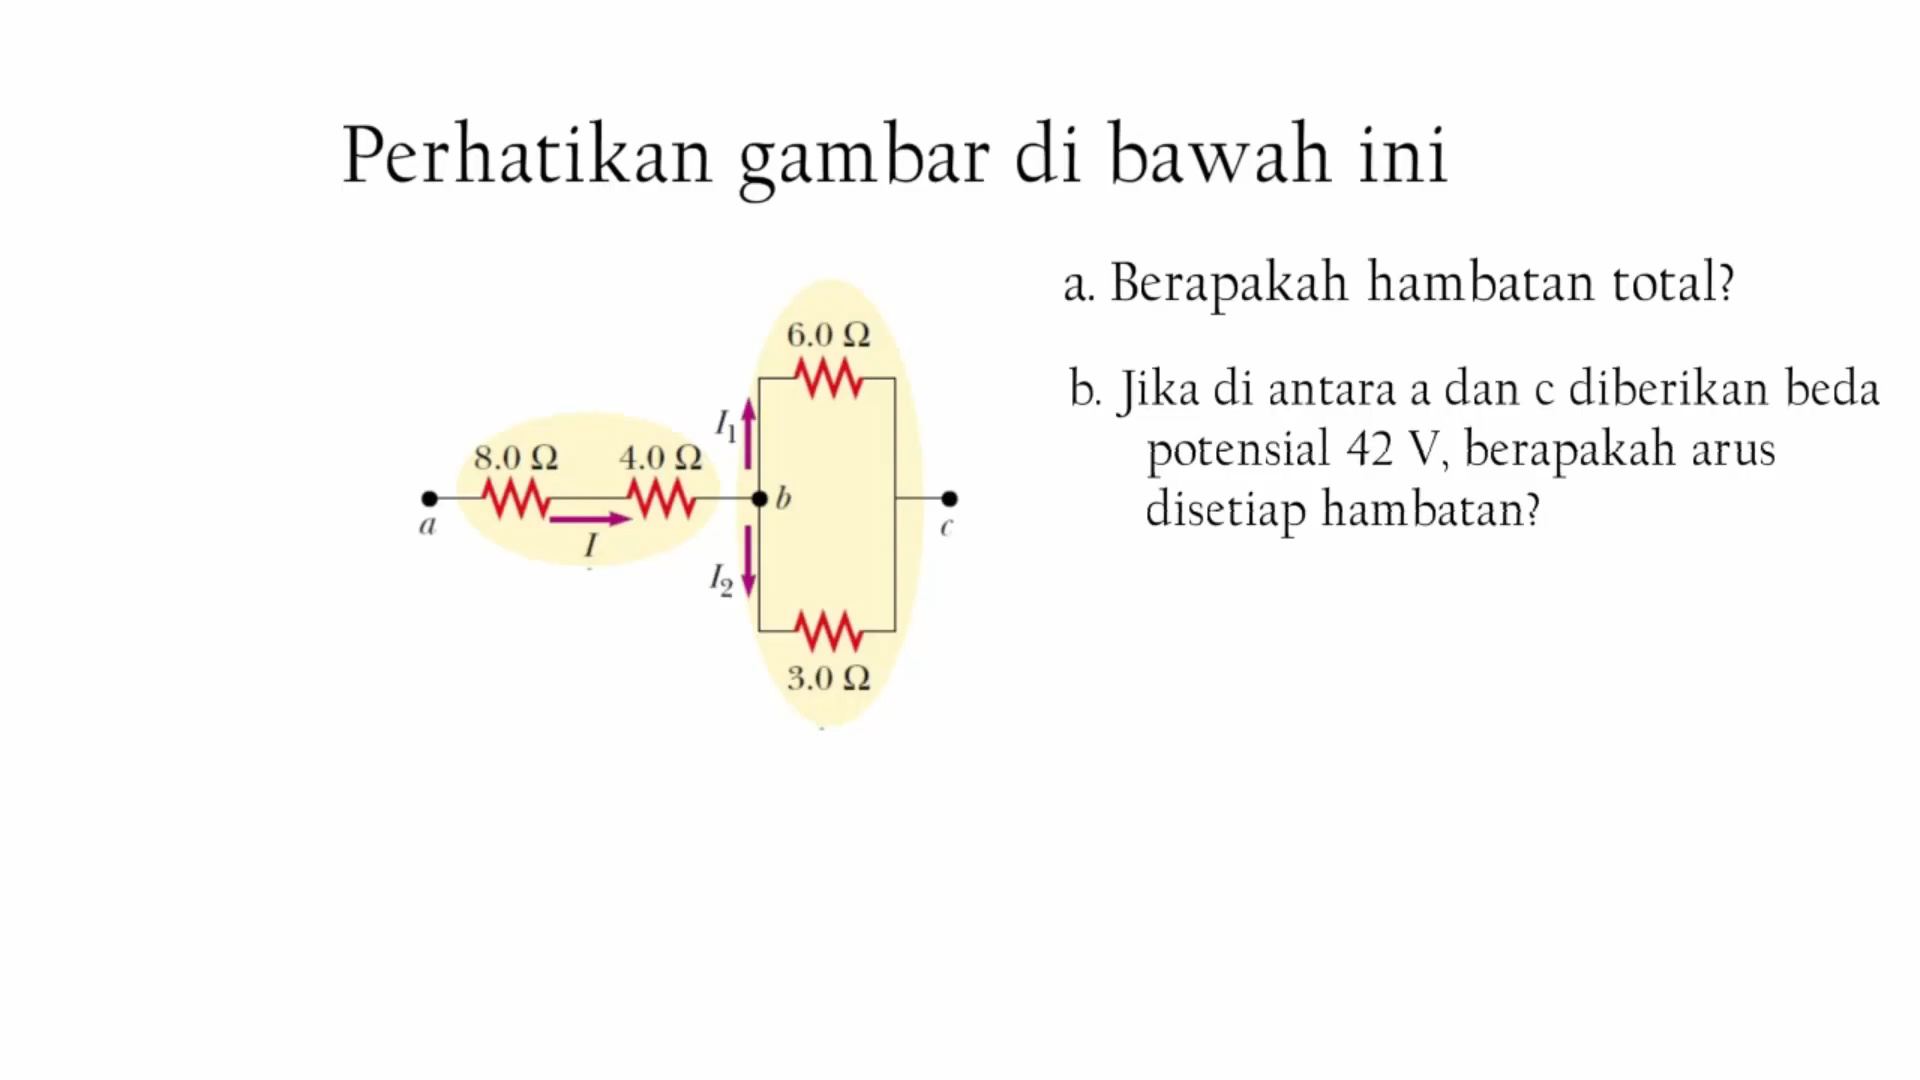 Perhatikan gambar di bawah ini
a. Berapakah hambatan total?
b. Jika di antara a dan c diberikan beda
potensial 42 V, berapakah arus
disetiap hambatan?
6.0 Ω
I₁
8.0 Ω
4.0 Ω
a
b
c
I
I₂
3.0 Ω